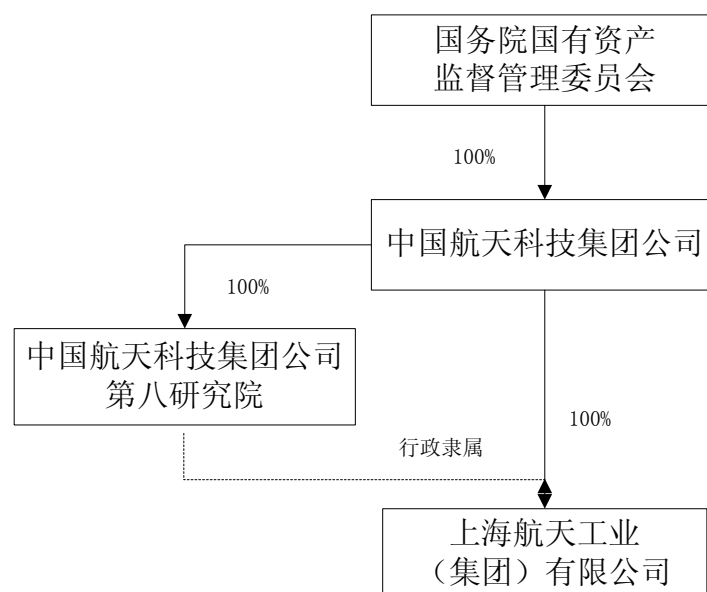 国务院国有资产
监督管理委员会
100%
中国航天科技集团公司
100%
中国航天科技集团公司
第八研究院
100%
行政隶属
上海航天工业
（集团）有限公司